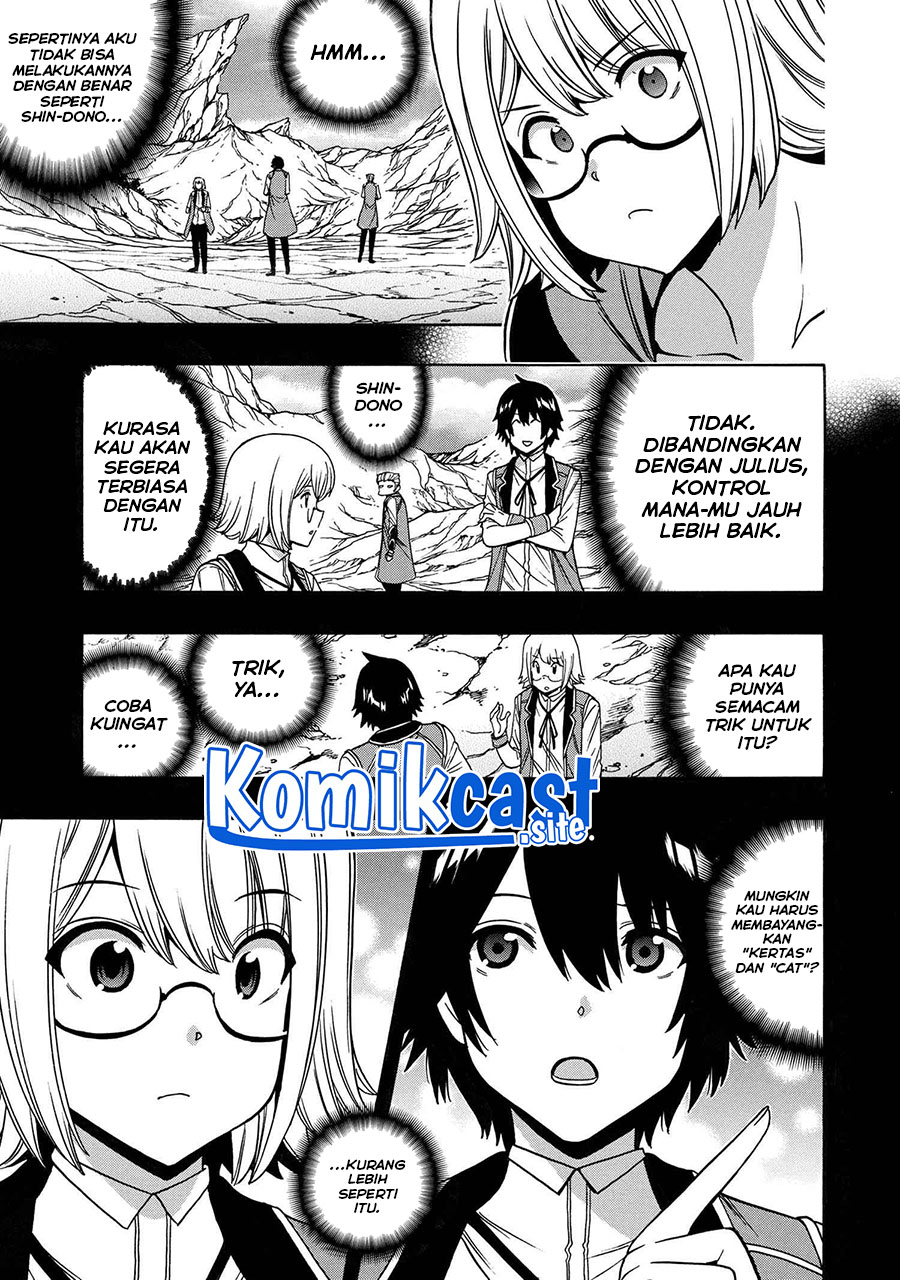 HMM...
SEPERTINYA AKU
TIDAK BISA
MELAKUKANNYA
DENGAN BENAR
SEPERTI
SHIN-DONO...
TIDAK.
DIBANDINGKAN
DENGAN JULIUS,
KONTROL
MANA-MU JAUH
LEBIH BAIK.
SHIN-
DONO
...
KURASA
KAU AKAN
SEGERA
TERBIASA
DENGAN
ITU.
APA KAU
PUNYA
SEMACAM
TRIK UNTUK
ITU?
TRIK,
YA...
COBA
KUINGAT
...
Komikcast
.site.
MUNGKIN
KAU HARUS
MEMBAYANG-
KAN
"KERTAS"
DAN "CAT"?
...KURANG
LEBIH
SEPERTI
ITU.